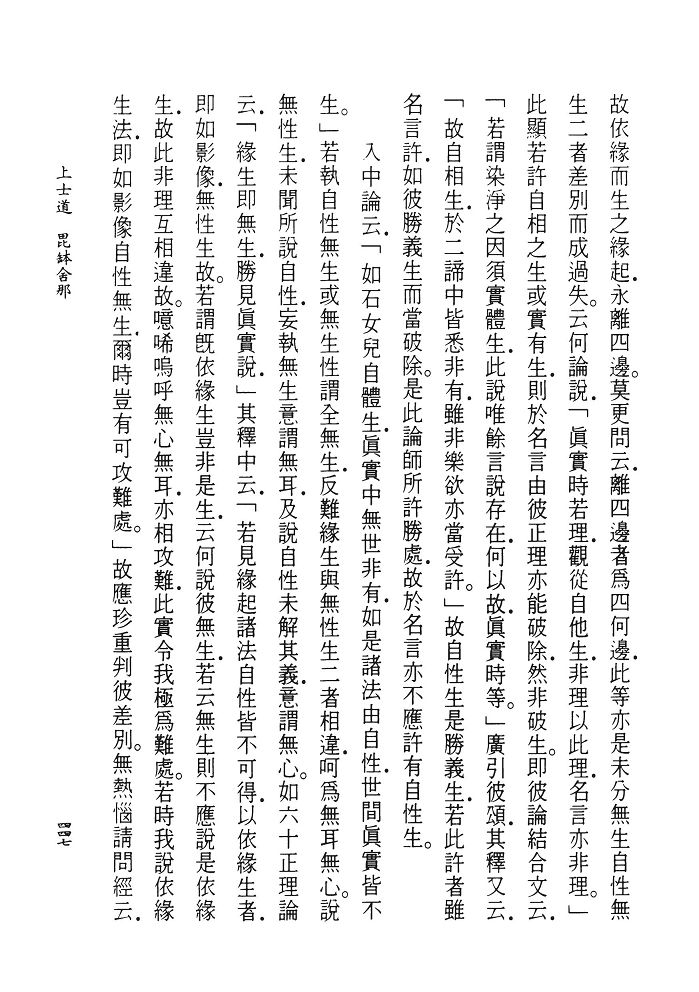 故依緣而生之緣起．永離四邊。莫更問云．離四邊者爲四何邊．此等亦是未分無生自性無
生二者差別而成過失。云何論說．「眞實時若理．觀從自他生．非理以此理．名言亦非理。」
此顯若許自相之生或實有生．則於名言由彼正理亦能破除．然非破生。即彼論結合文云．
「若謂染淨之因須實體生．此說唯餘言說存在．何以故．眞實時等。」廣引彼頌．其釋又云．
「故自相生．於二諦中皆悉非有．雖非樂欲亦當受許。」故自性生是勝義生．若此許者雖
名言許．如彼勝義生而當破除。是此論師所許勝處．故於名言亦不應許有自性生。
入中論云．「如石女兒自體生．眞實中無世非有．如是諸法由自性．世間眞實皆不
生。」若執自性無生或無生性謂全無生．反難緣生與無性生二者相違．呵爲無耳無心。說
無性生．未聞所說自性．妄執無生意謂無耳．及說自性未解其義．意謂無心。如六十正理論
云．「緣生即無生．勝見眞實說．」其釋中云．「若見緣起諸法自性皆不可得．以依緣生者．
即如影像．無性生故。若謂旣依緣生豈非是生．云何說彼無生．若云無生則不應說是依緣
生．故此非理互相違故。噫唏嗚呼無心無耳．亦相攻難．此實令我極爲難處。若時我說依緣
生法．即如影像自性無生．爾時豈有可攻難處。」故應珍重判彼差別。無熱惱請問經云．
上士道　毘鉢舍那
四四七